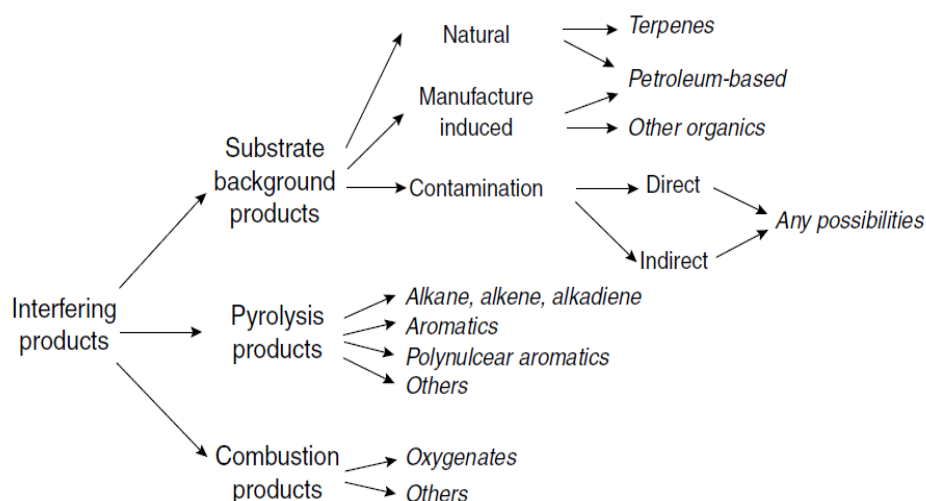 Natural
Terpenes
Petroleum-based
Manufacture
induced
Other organics
Substrate
background
products
Contamination
Direct
Any possibilities
Indirect
Interfering
products
Pyrolysis
products
Alkane, alkene, alkadiene
Aromatics
Polynulcear aromatics
Others
Combustion
products
Oxygenates
Others